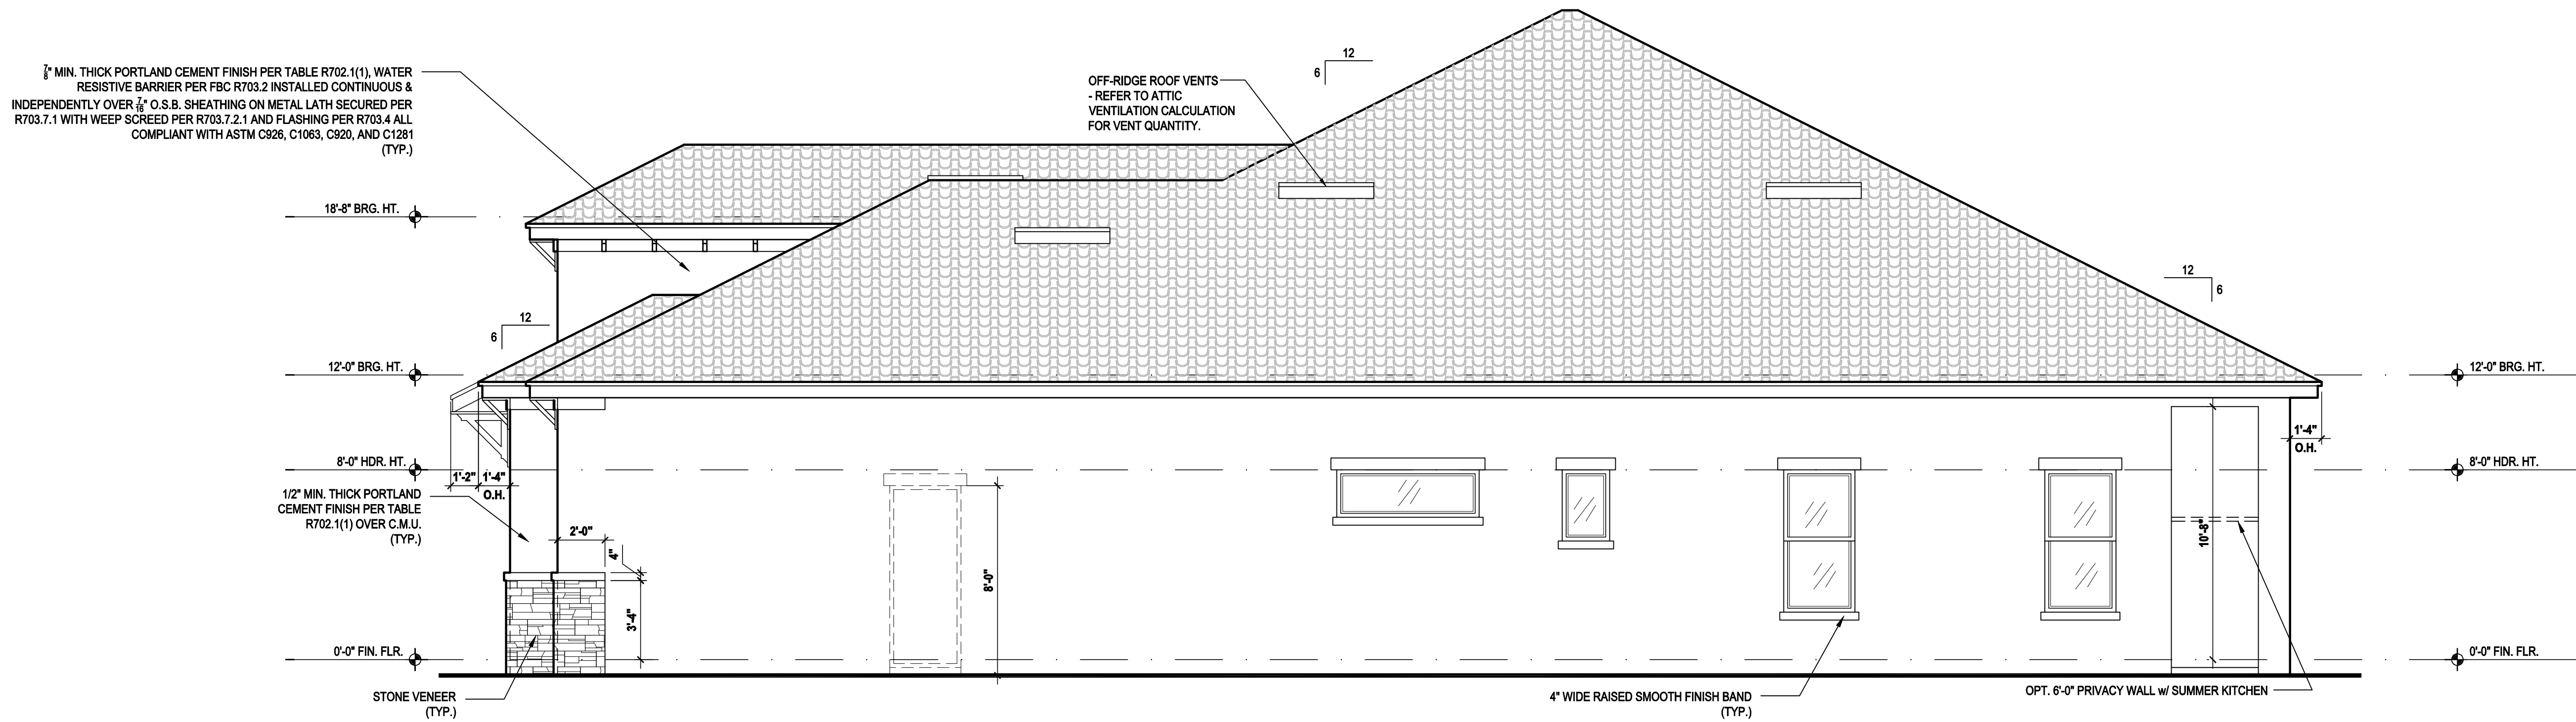 7/8" MIN. THICK PORTLAND CEMENT FINISH PER TABLE R702.1(1), WATER
RESISTIVE BARRIER PER FBC R703.2 INSTALLED CONTINUOUS &
INDEPENDENTLY OVER 7/16" O.S.B. SHEATHING ON METAL LATH SECURED PER
R703.7.1 WITH WEEP SCREED PER R703.7.2.1 AND FLASHING PER R703.4 ALL
COMPLIANT WITH ASTM C926, C1063, C920, AND C1281
(TYP.)
OFF-RIDGE ROOF VENTS
- REFER TO ATTIC
VENTILATION CALCULATION
FOR VENT QUANTITY.
12
6
18'-8" BRG. HT.
12
6
12
6
12'-0" BRG. HT.
12'-0" BRG. HT.
8'-0" HDR. HT.
1'-2"
1'-4"
O.H.
1'-4"
O.H.
8'-0" HDR. HT.
1/2" MIN. THICK PORTLAND
CEMENT FINISH PER TABLE
R702.1(1) OVER C.M.U.
(TYP.)
2'-0"
4"
3'-4"
8'-0"
10'-8"
0'-0" FIN. FLR.
0'-0" FIN. FLR.
STONE VENEER
(TYP.)
4" WIDE RAISED SMOOTH FINISH BAND
(TYP.)
OPT. 6'-0" PRIVACY WALL w/ SUMMER KITCHEN